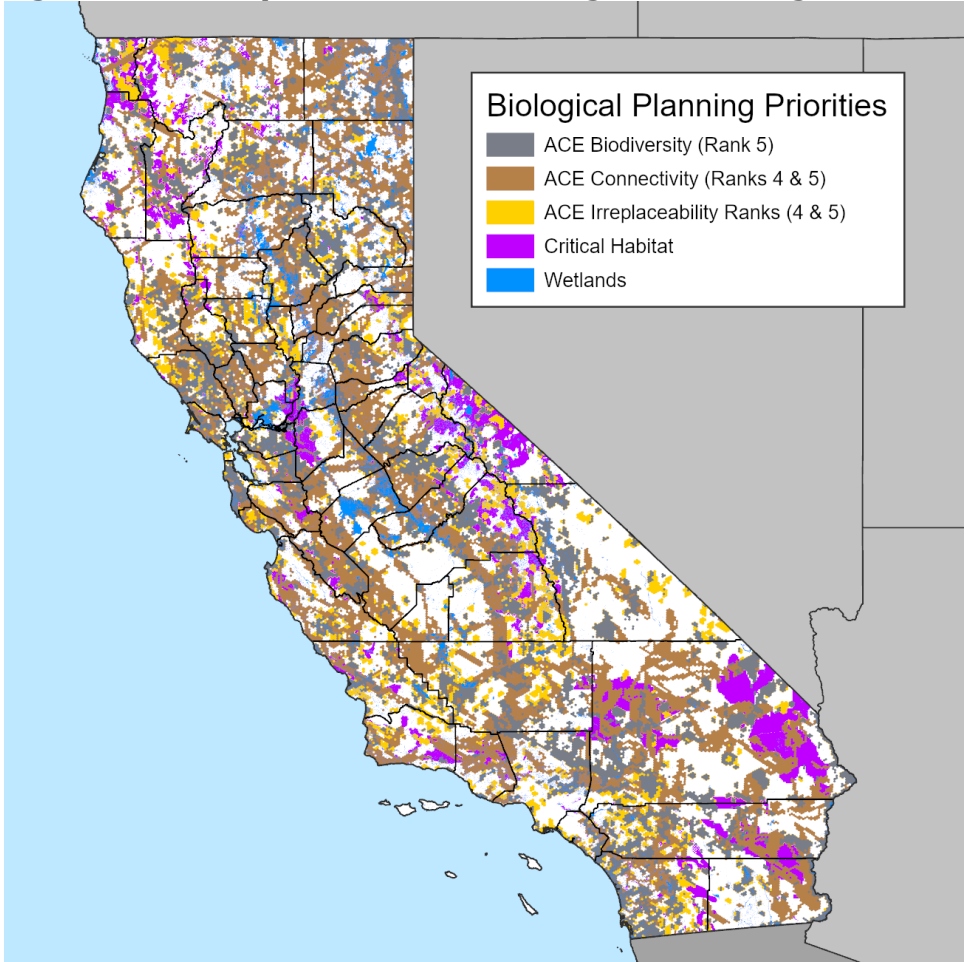 Biological Planning Priorities
ACE Biodiversity (Rank 5)
ACE Connectivity (Ranks 4 & 5)
ACE Irreplaceability Ranks (4 & 5)
Critical Habitat
Wetlands